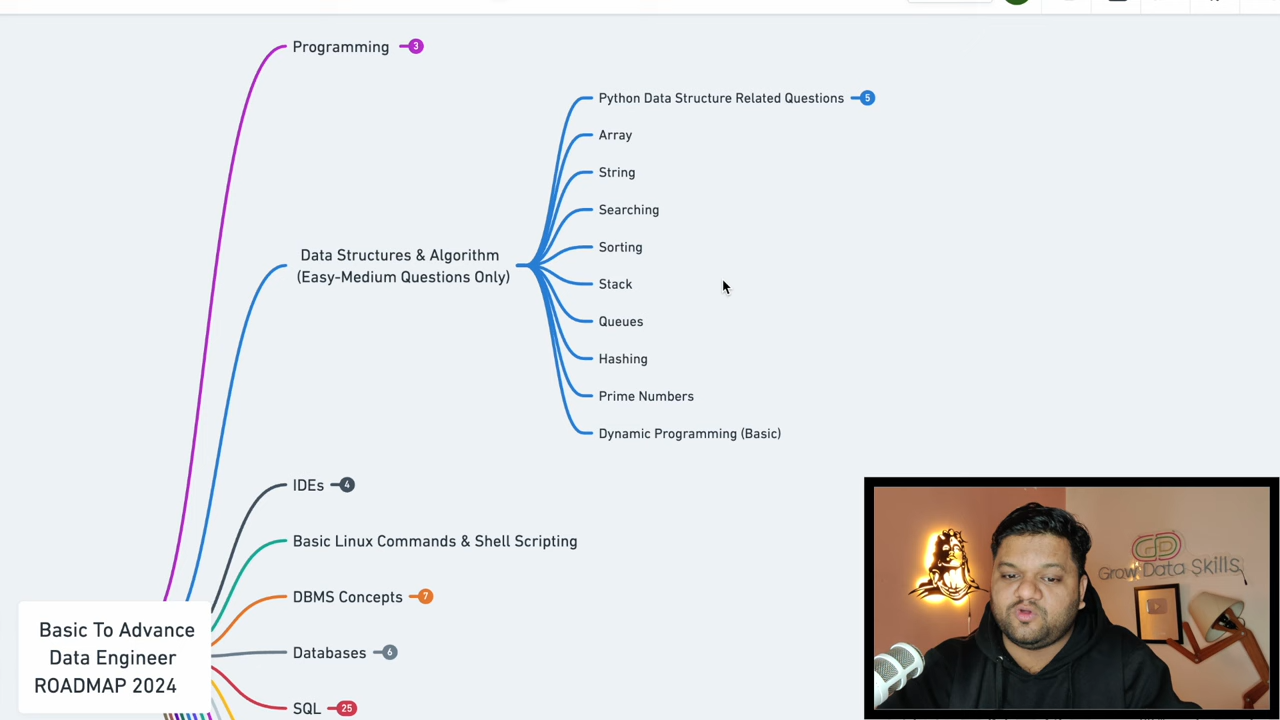 Programming 3
Python Data Structure Related Questions 5
Array
String
Searching
Data Structures & Algorithm
(Easy-Medium Questions Only)
Sorting
Stack
Queues
Hashing
Prime Numbers
Dynamic Programming (Basic)
IDEs 4
Basic Linux Commands & Shell Scripting
DBMS Concepts 7
Databases 6
SQL 25
Basic To Advance
Data Engineer
ROADMAP 2024
GD
Grow Data Skills